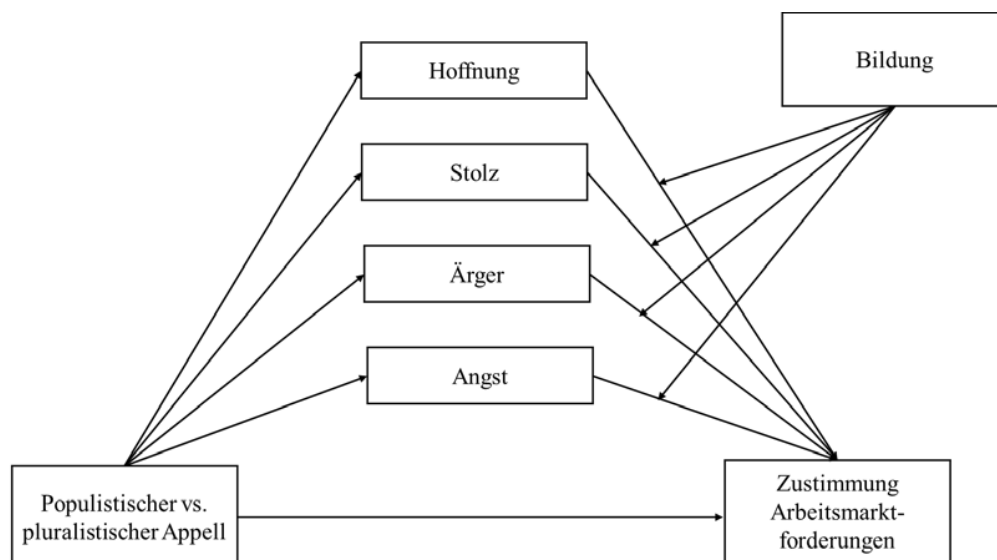 Hoffnung
Bildung
Stolz
Ärger
Angst
Populistischer vs.
pluralistischer Appell
Zustimmung
Arbeitsmarkt-
forderungen